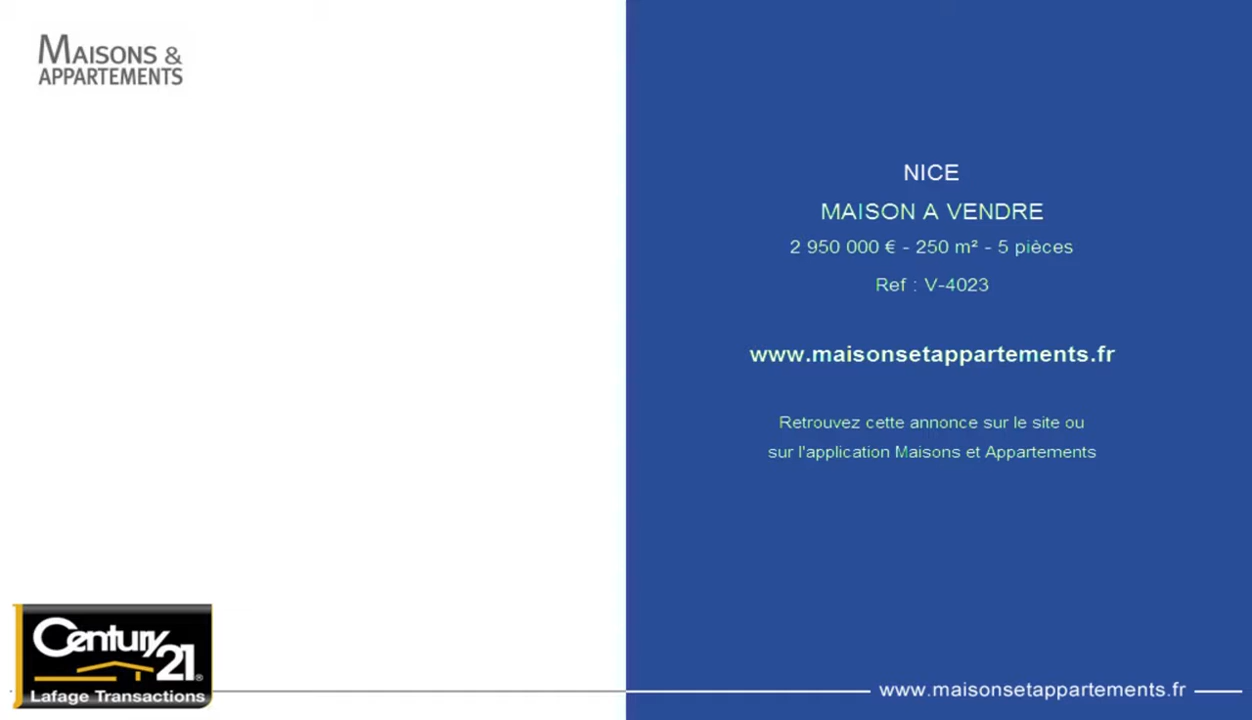 MAISONS &
APPARTEMENTS
NICE
MAISON A VENDRE
2 950 000 € - 250 m² - 5 pièces
Ref : V-4023
www.maisonsetappartements.fr
Retrouvez cette annonce sur le site ou
sur l'application Maisons et Appartements
Century 21®
Lafage Transactions
www.maisonsetappartements.fr